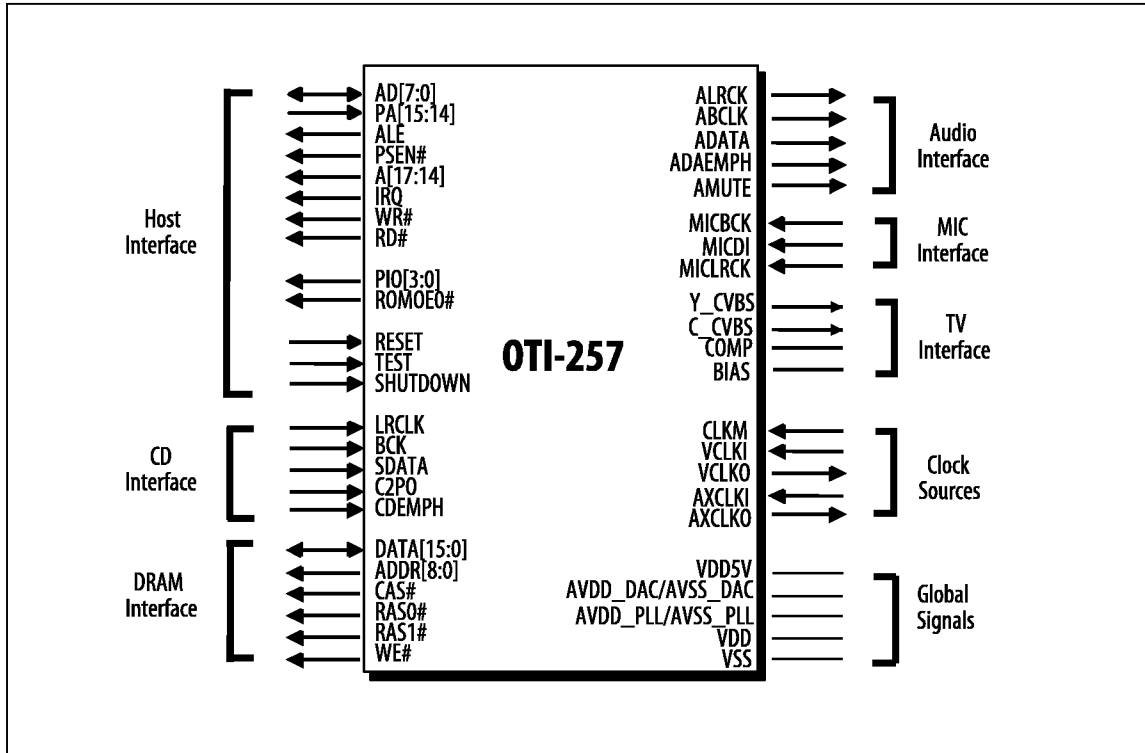 Host
Interface
AD[7:0]
PA[15:14]
ALE
PSEN#
A[17:14]
IRQ
WR#
RD#
PIO[3:0]
ROMOE0#
RESET
TEST
SHUTDOWN
CD
Interface
LRCLK
BCK
SDATA
C2PO
CDEMPH
DRAM
Interface
DATA[15:0]
ADDR[8:0]
CAS#
RAS0#
RAS1#
WE#
OTI-257
ALRCK
ABCLK
ADATA
ADAEMPH
AMUTE
Audio
Interface
MICBCK
MICDI
MICLRCK
MIC
Interface
Y_CVBS
C_CVBS
COMP
BIAS
TV
Interface
CLKM
VCLKI
VCLKO
AXCLKI
AXCLKO
Clock
Sources
VDD5V
AVDD_DAC/AVSS_DAC
AVDD_PLL/AVSS_PLL
VDD
VSS
Global
Signals